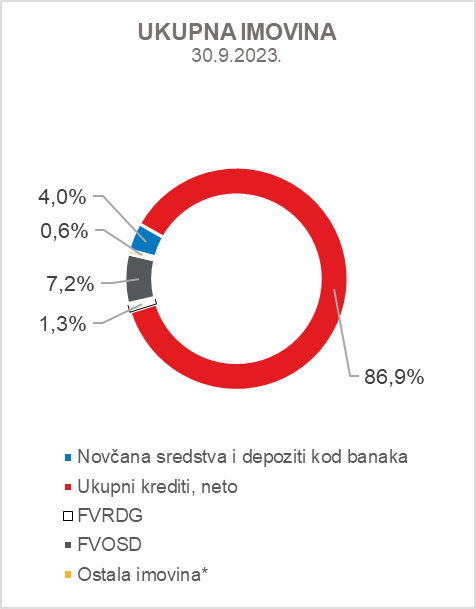 UKUPNA IMOVINA
30.9.2023.
4,0%
0,6%
7,2%
1,3%
86,9%
Novčana sredstva i depoziti kod banaka
Ukupni krediti, neto
FVRDG
FVOSD
Ostala imovina*